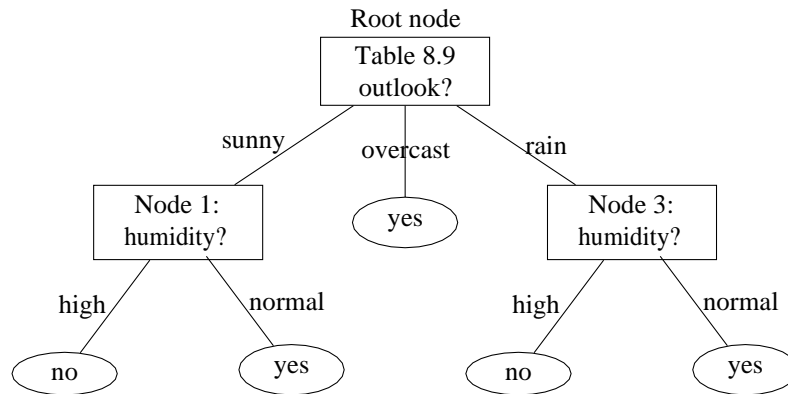 Root node
Table 8.9
outlook?
sunny
overcast
rain
Node 1:
humidity?
yes
Node 3:
humidity?
high
normal
high
normal
no
yes
no
yes